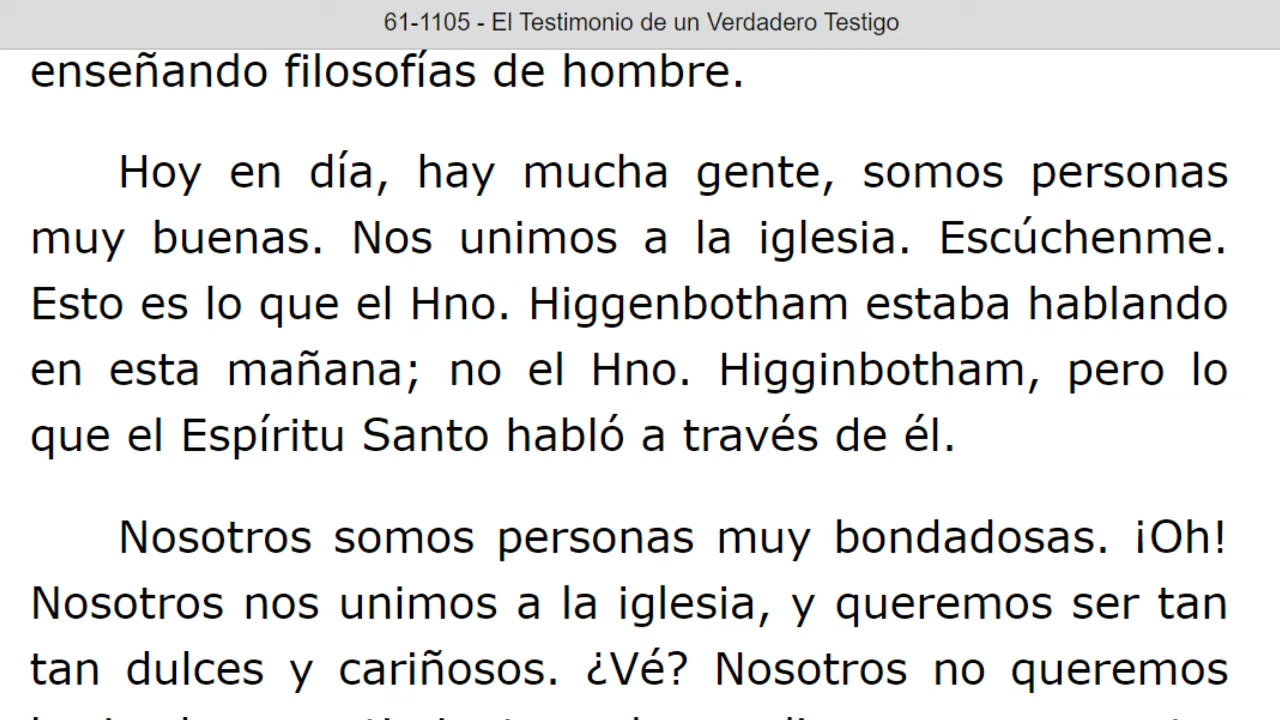 61-1105 - El Testimonio de un Verdadero Testigo
enseñando filosofías de hombre.
Hoy en día, hay mucha gente, somos personas
muy buenas. Nos unimos a la iglesia. Escúchenme.
Esto es lo que el Hno. Higgenbotham estaba hablando
en esta mañana; no el Hno. Higginbotham, pero lo
que el Espíritu Santo habló a través de él.
Nosotros somos personas muy bondadosas. ¡Oh!
Nosotros nos unimos a la iglesia, y queremos ser tan
tan dulces y cariñosos. ¿Vé? Nosotros no queremos